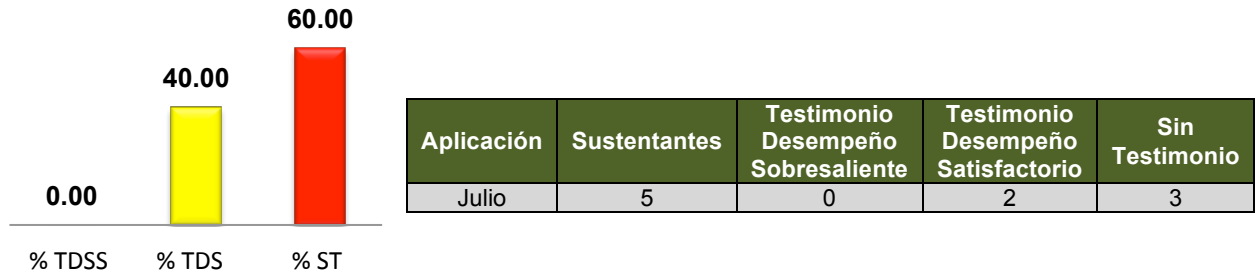 60.00
40.00
0.00
% TDSS % TDS % ST
Aplicación Sustentantes Testimonio Desempeño Sobresaliente Testimonio Desempeño Satisfactorio Sin Testimonio
Julio 5 0 2 3